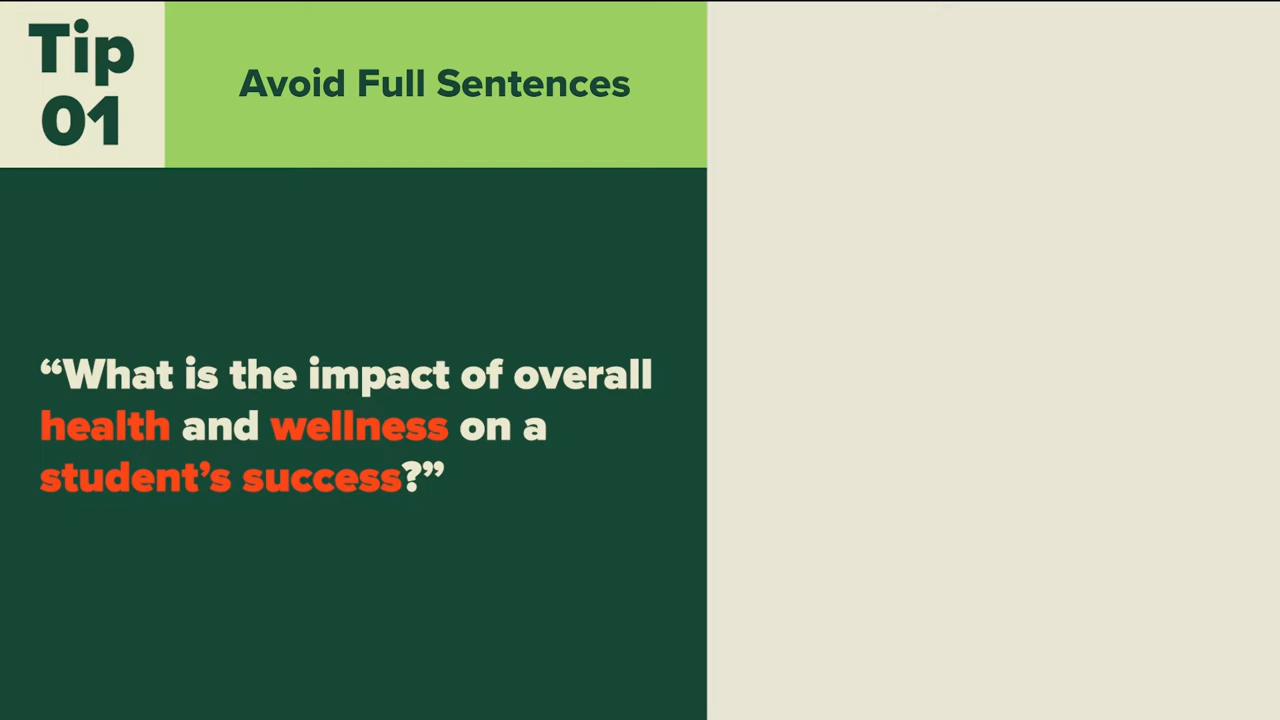 Tip
01
Avoid Full Sentences
“What is the impact of overall
health and wellness on a
student’s success?”